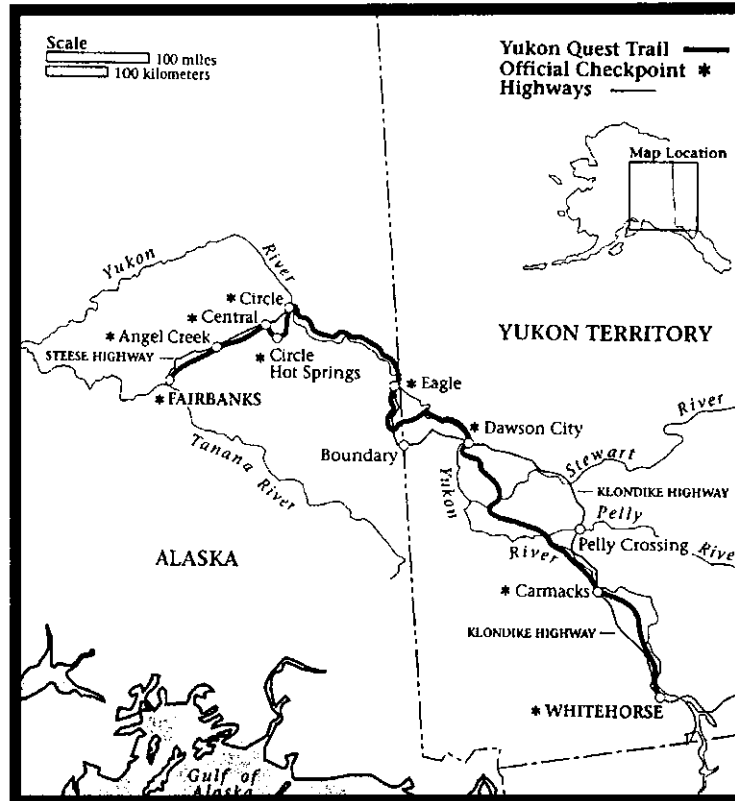 Scale
100 miles
100 kilometers
Yukon Quest Trail
Official Checkpoint *
Highways
Map Location
Yukon
River
* Circle
* Central
* Angel Creek
STEESE HIGHWAY
* Circle
Hot Springs
YUKON TERRITORY
* FAIRBANKS
* Eagle
* Dawson City
River
Boundary
Tanana River
Stewart
Yukon
KLONDIKE HIGHWAY
Pelly
River
Pelly Crossing
River
ALASKA
* Carmacks
KLONDIKE HIGHWAY
* WHITEHORSE
Gulf of
Alaska